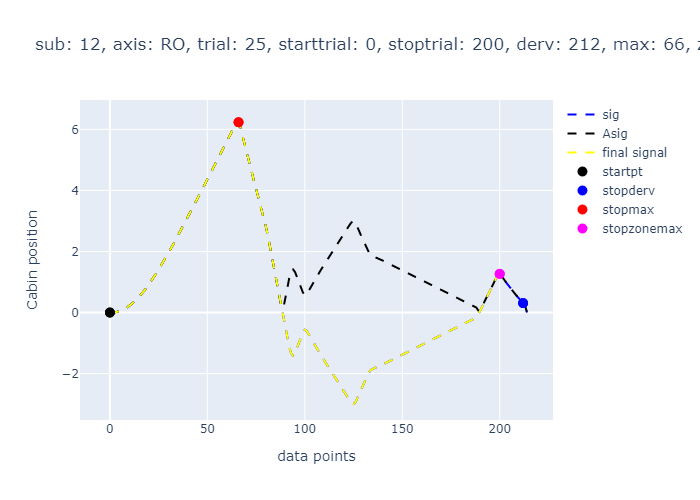 sub: 12, axis: RO, trial: 25, starttrial: 0, stoptrial: 200, derv: 212, max: 66,
sig
Asig
final signal
startpt
stopderv
stopmax
stopzonemax
Cabin position
6
4
2
0
−2
0
50
100
150
200
data points